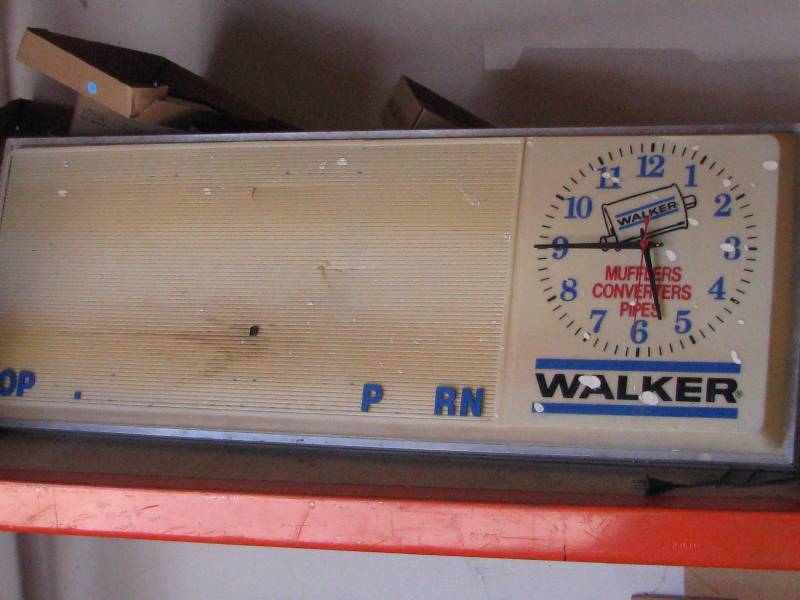 12
11 1
10 WALKER 2
9 3
MUFFLERS
8 CONVERTERS 4
PIPES
7 5
6
WALKER®
OP P RN